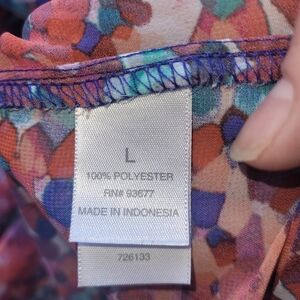 L
100% POLYESTER
RN# 93677
MADE IN INDONESIA
726133